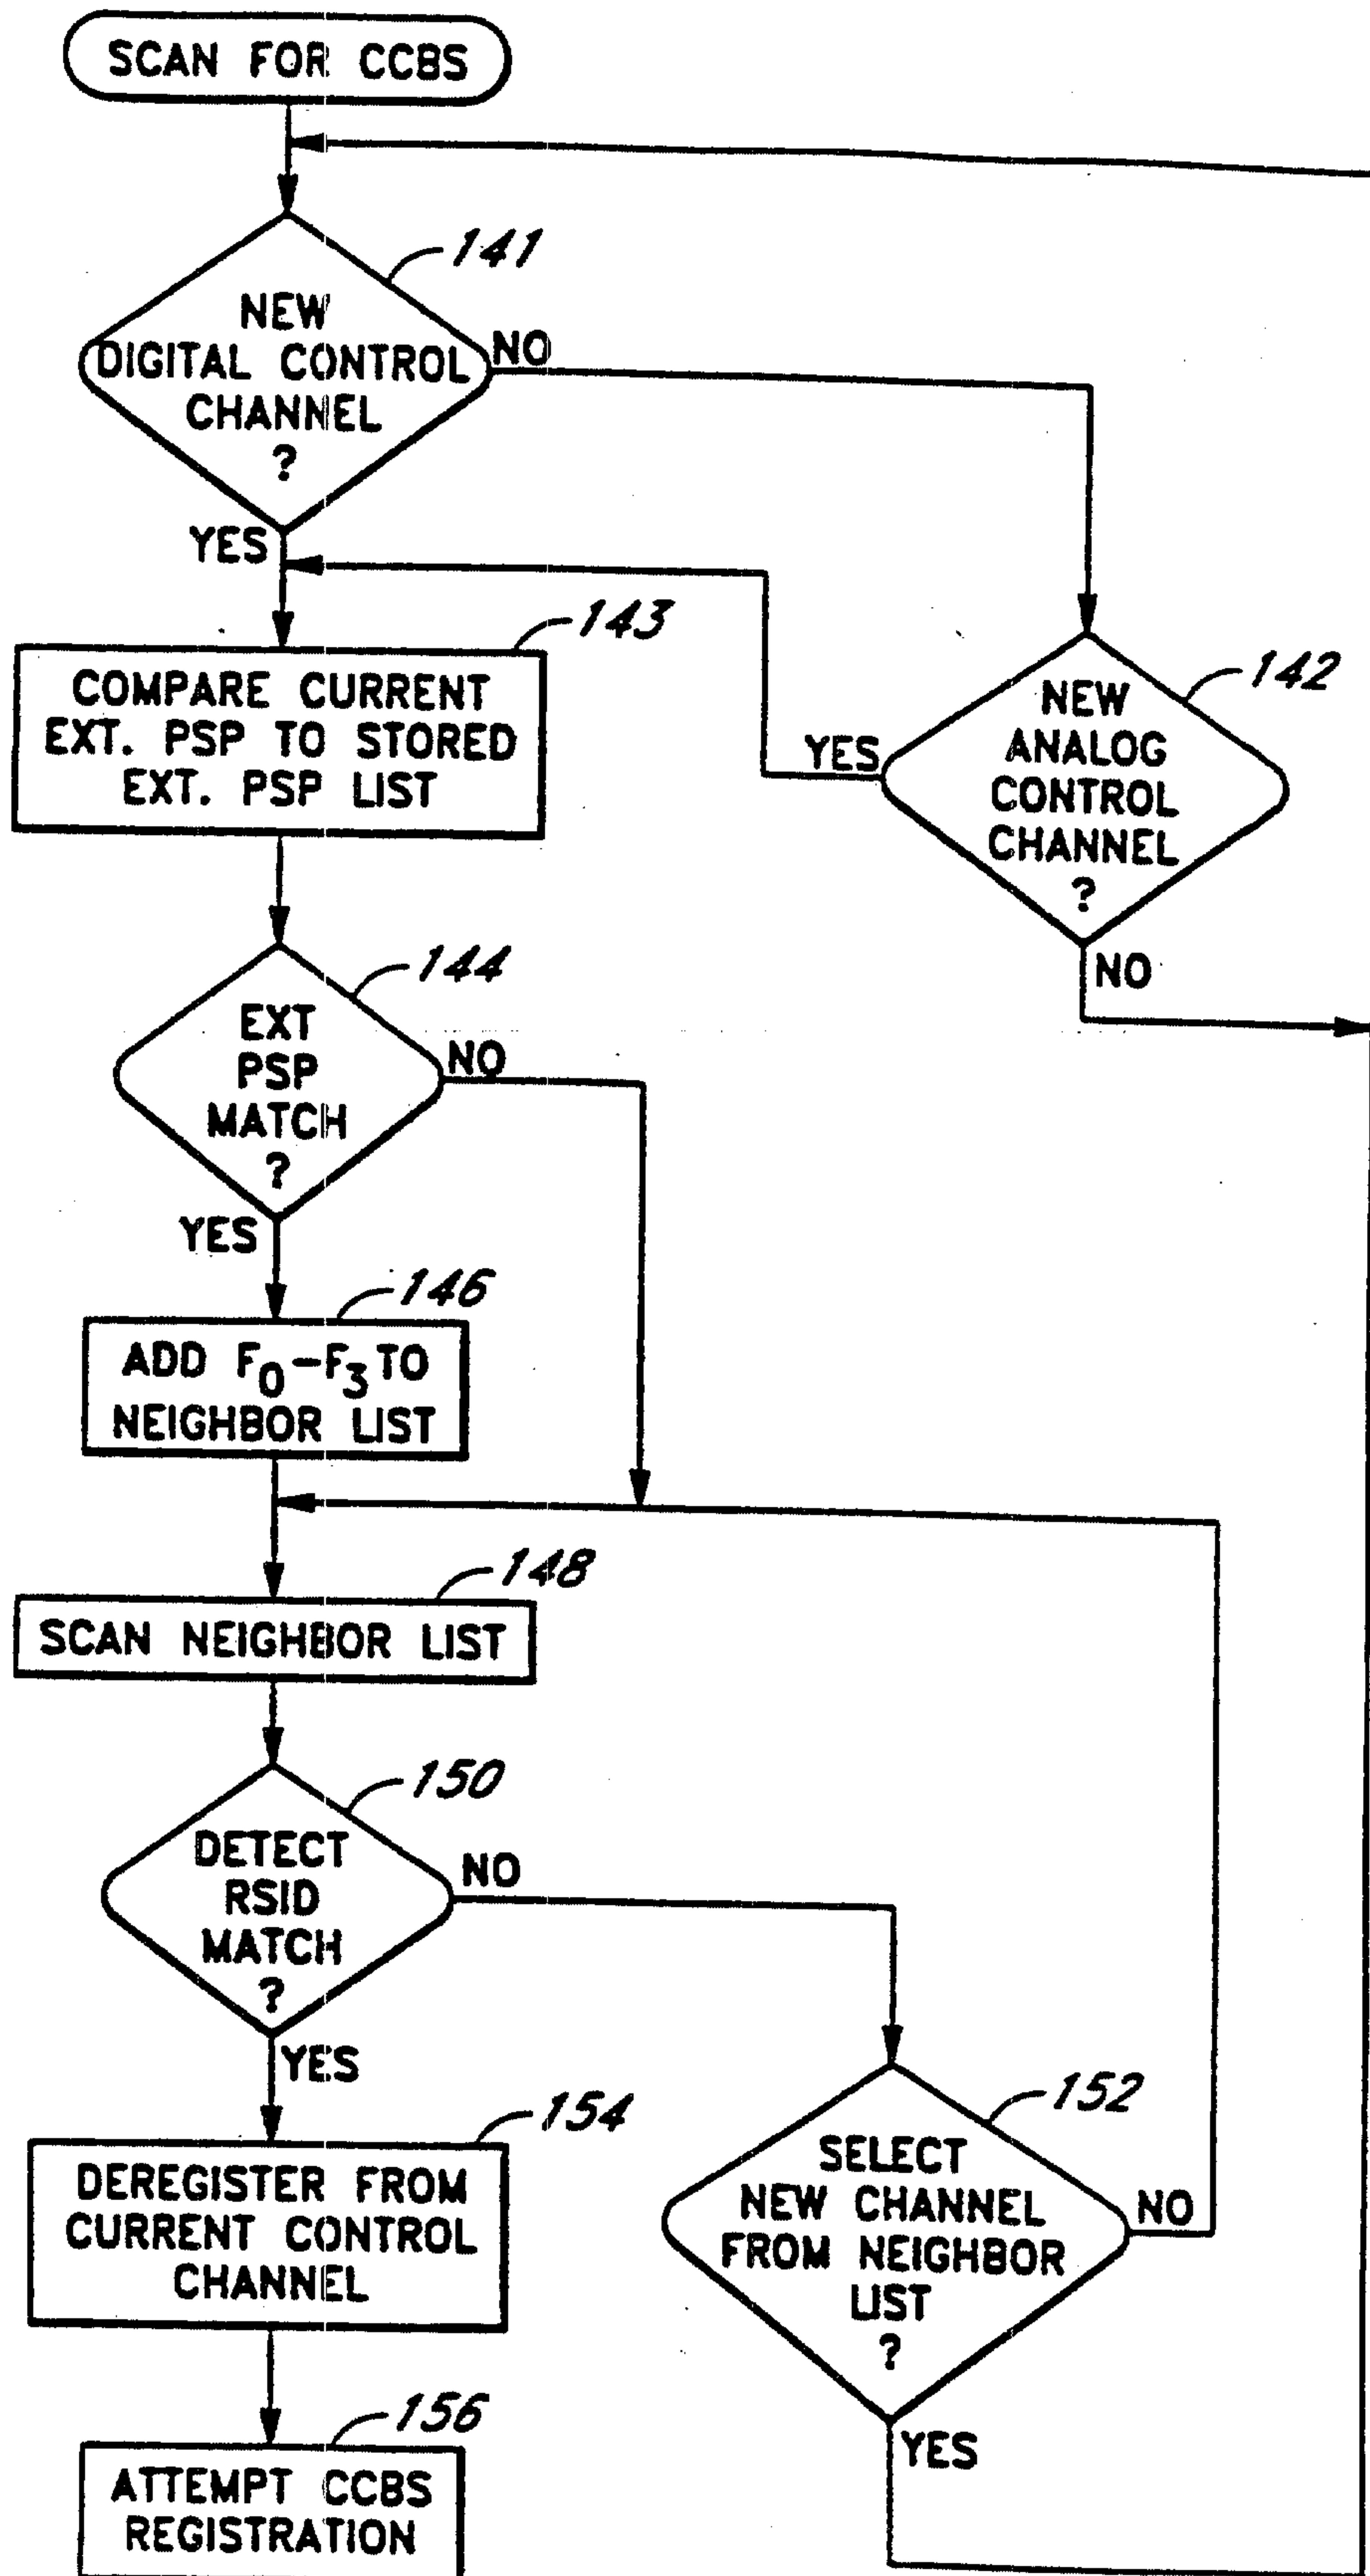 SCAN FOR CCBS
141
NEW
DIGITAL CONTROL
CHANNEL
?
NO
YES
143
COMPARE CURRENT
EXT. PSP TO STORED
EXT. PSP LIST
142
NEW
ANALOG
CONTROL
CHANNEL
?
YES
NO
144
EXT
PSP
MATCH
?
NO
YES
146
ADD F0-F3 TO
NEIGHBOR LIST
148
SCAN NEIGHBOR LIST
150
DETECT
RSID
MATCH
?
NO
YES
152
SELECT
NEW CHANNEL
FROM NEIGHBOR
LIST
?
NO
YES
154
DEREGISTER FROM
CURRENT CONTROL
CHANNEL
156
ATTEMPT CCBS
REGISTRATION